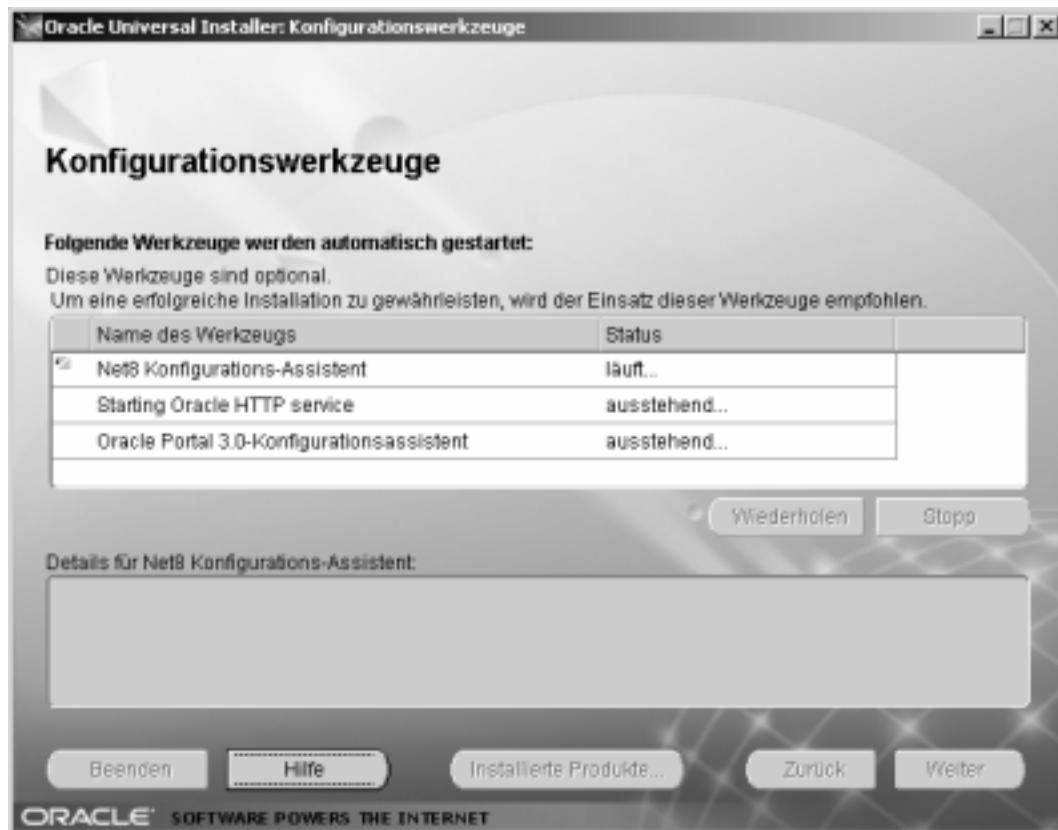 Oracle Universal Installer: Konfigurationswerkzeuge
Konfigurationswerkzeuge
Folgende Werkzeuge werden automatisch gestartet:
Diese Werkzeuge sind optional.
Um eine erfolgreiche Installation zu gewährleisten, wird der Einsatz dieser Werkzeuge empfohlen.
Name des Werkzeugs Status
Net8 Konfigurations-Assistent läuft...
Starting Oracle HTTP service ausstehend...
Oracle Portal 3.0-Konfigurationsassistent ausstehend...
Wiederholen Stopp
Details für Net8 Konfigurations-Assistent:
Beenden Hilfe Installierte Produkte... Zurück Weiter
ORACLE SOFTWARE POWERS THE INTERNET